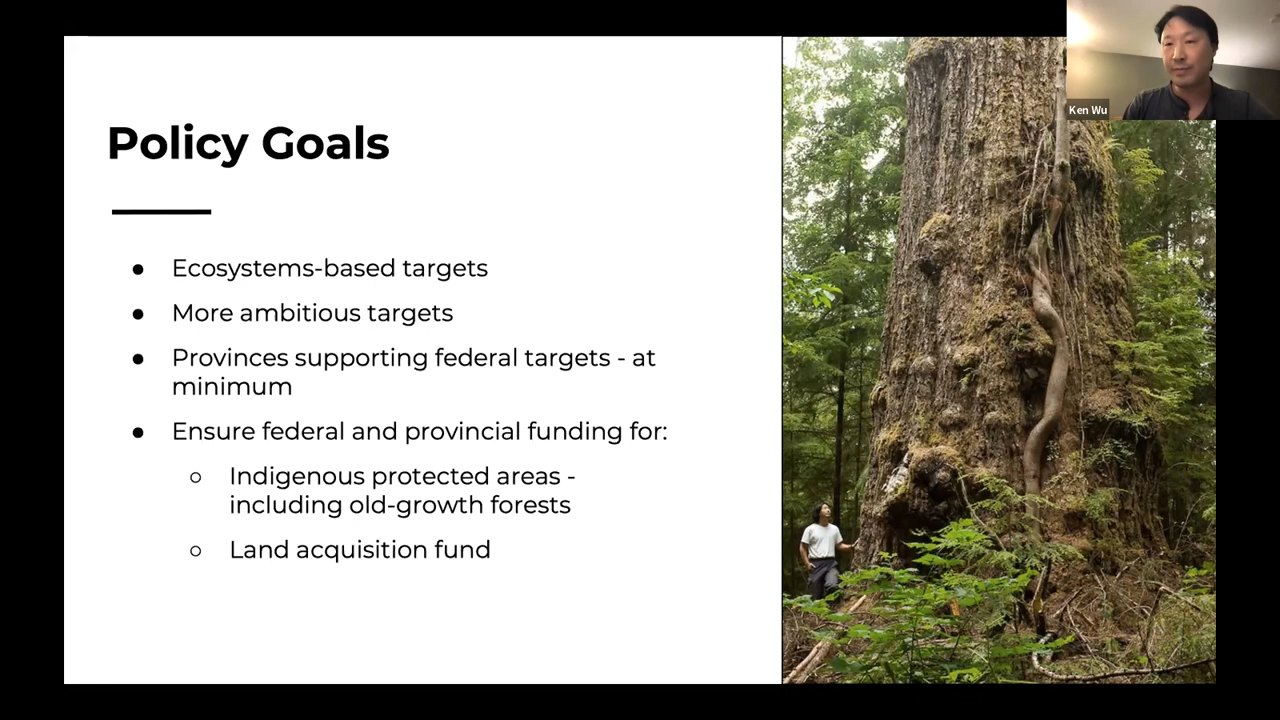 Ken Wu
Policy Goals
● Ecosystems-based targets
● More ambitious targets
● Provinces supporting federal targets - at
minimum
● Ensure federal and provincial funding for:
○ Indigenous protected areas -
including old-growth forests
○ Land acquisition fund